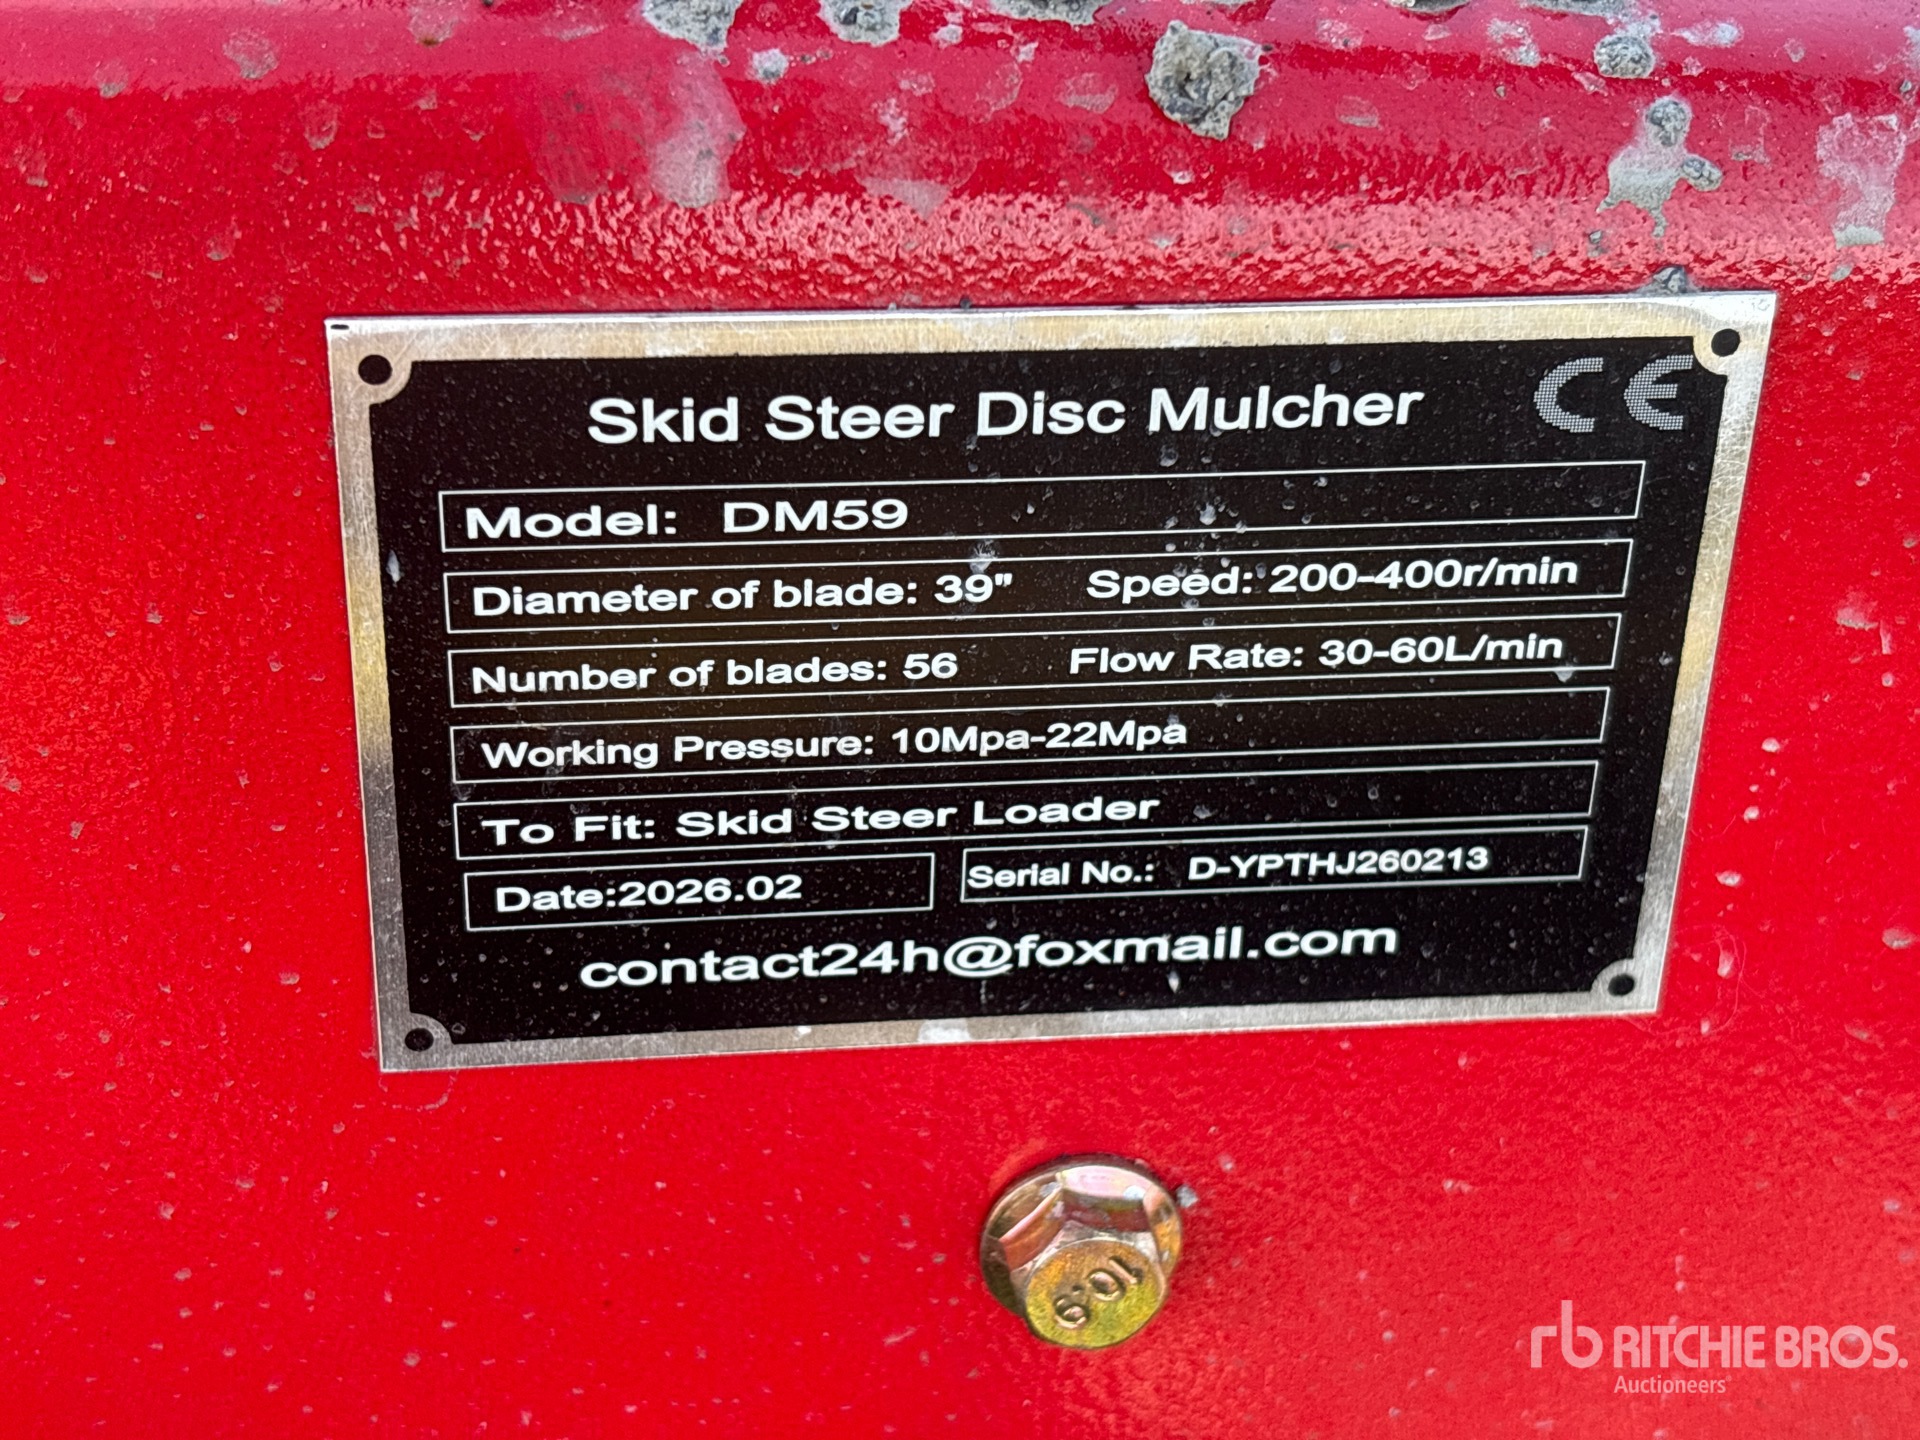 Skid Steer Disc Mulcher CE
Model: DM59
Diameter of blade: 39" Speed: 200-400r/min
Number of blades: 56 Flow Rate: 30-60L/min
Working Pressure: 10Mpa-22Mpa
To Fit: Skid Steer Loader
Date:2026.02 Serial No.: D-YPTHJ260213
contact24h@foxmail.com
10.9
rb RITCHIE BROS.
Auctioneers